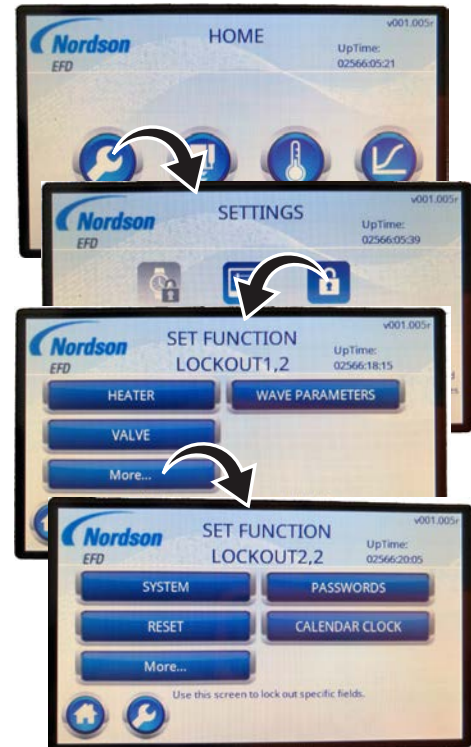 v001.005r
Nordson
EFD
HOME
UpTime:
02566:05:21
v001.005r
Nordson
EFD
SETTINGS
UpTime:
02566:05:39
v001.005r
Nordson
EFD
SET FUNCTION
LOCKOUT1,2
UpTime:
02566:18:15
HEATER
WAVE PARAMETERS
VALVE
More...
v001.005r
Nordson
EFD
SET FUNCTION
LOCKOUT2,2
UpTime:
02566:20:05
SYSTEM
PASSWORDS
RESET
CALENDAR CLOCK
More...
Use this screen to lock out specific fields.